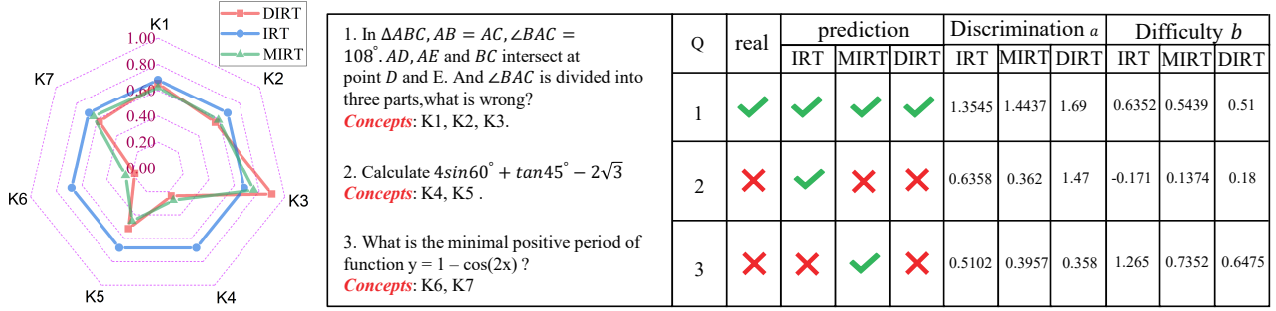 DIRT
IRT
MIRT
K1
K2
K3
K4
K5
K6
K7
1.00
0.80
0.60
0.40
0.20
0.00
1. In ΔABC, AB = AC, ∠BAC =
108°. AD, AE and BC intersect at
point D and E. And ∠BAC is divided into
three parts,what is wrong?
Concepts: K1, K2, K3.
2. Calculate 4sin60° + tan45° − 2√3
Concepts: K4, K5 .
3. What is the minimal positive period of
function y = 1 – cos(2x) ?
Concepts: K6, K7
Q real prediction Discrimination a Difficulty b
IRT MIRT DIRT IRT MIRT DIRT IRT MIRT DIRT
1 ✓ ✓ ✓ ✓ 1.3545 1.4437 1.69 0.6352 0.5439 0.51
2 ✗ ✓ ✗ ✗ 0.6358 0.362 1.47 -0.171 0.1374 0.18
3 ✗ ✗ ✓ ✗ 0.5102 0.3957 0.358 1.265 0.7352 0.6475